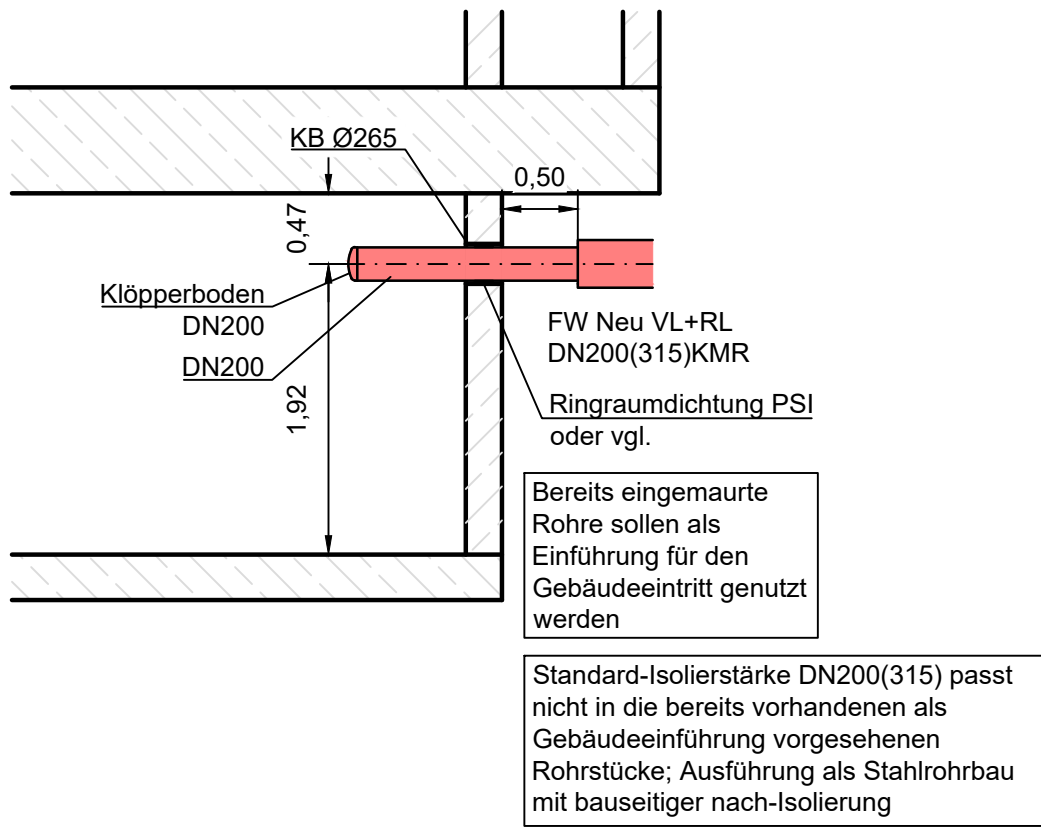 KB Ø265
0,50
0,47
Klöpperboden
DN200
DN200
1,92
FW Neu VL+RL
DN200(315)KMR
Ringraumdichtung PSI
oder vgl.
Bereits eingemaurte
Rohre sollen als
Einführung für den
Gebäudeeintritt genutzt
werden
Standard-Isolierstärke DN200(315) passt
nicht in die bereits vorhandenen als
Gebäudeeinführung vorgesehenen
Rohrstücke; Ausführung als Stahlrohrbau
mit bauseitiger nach-Isolierung